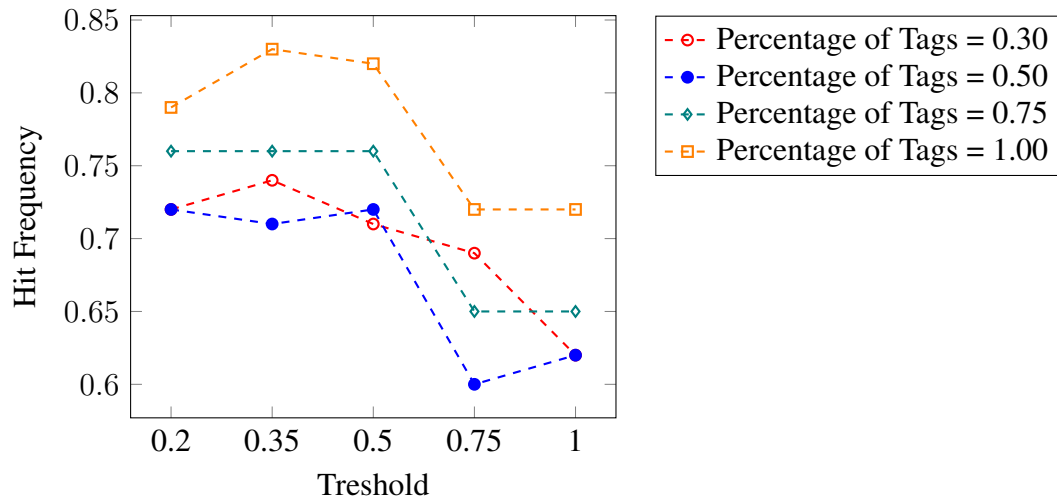 0.85
0.8
0.75
0.7
0.65
0.6
Hit Frequency
0.2 0.35 0.5 0.75 1
Treshold
Percentage of Tags = 0.30
Percentage of Tags = 0.50
Percentage of Tags = 0.75
Percentage of Tags = 1.00